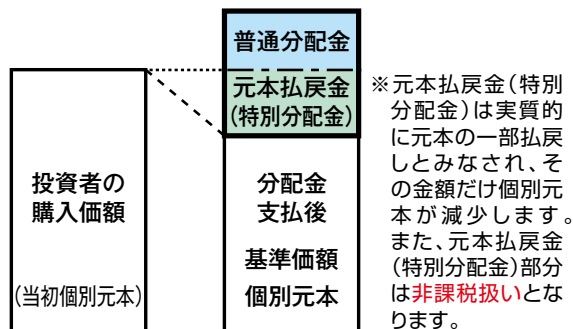 普通分配金
元本払戻金
(特別分配金)
投資者の
購入価額
(当初個別元本)
分配金
支払後
基準価額
個別元本
※元本払戻金(特別
分配金)は実質的
に元本の一部払戻
しとみなされ、そ
の金額だけ個別元
本が減少します。
また、元本払戻金
(特別分配金)部分
は非課税扱いとな
ります。